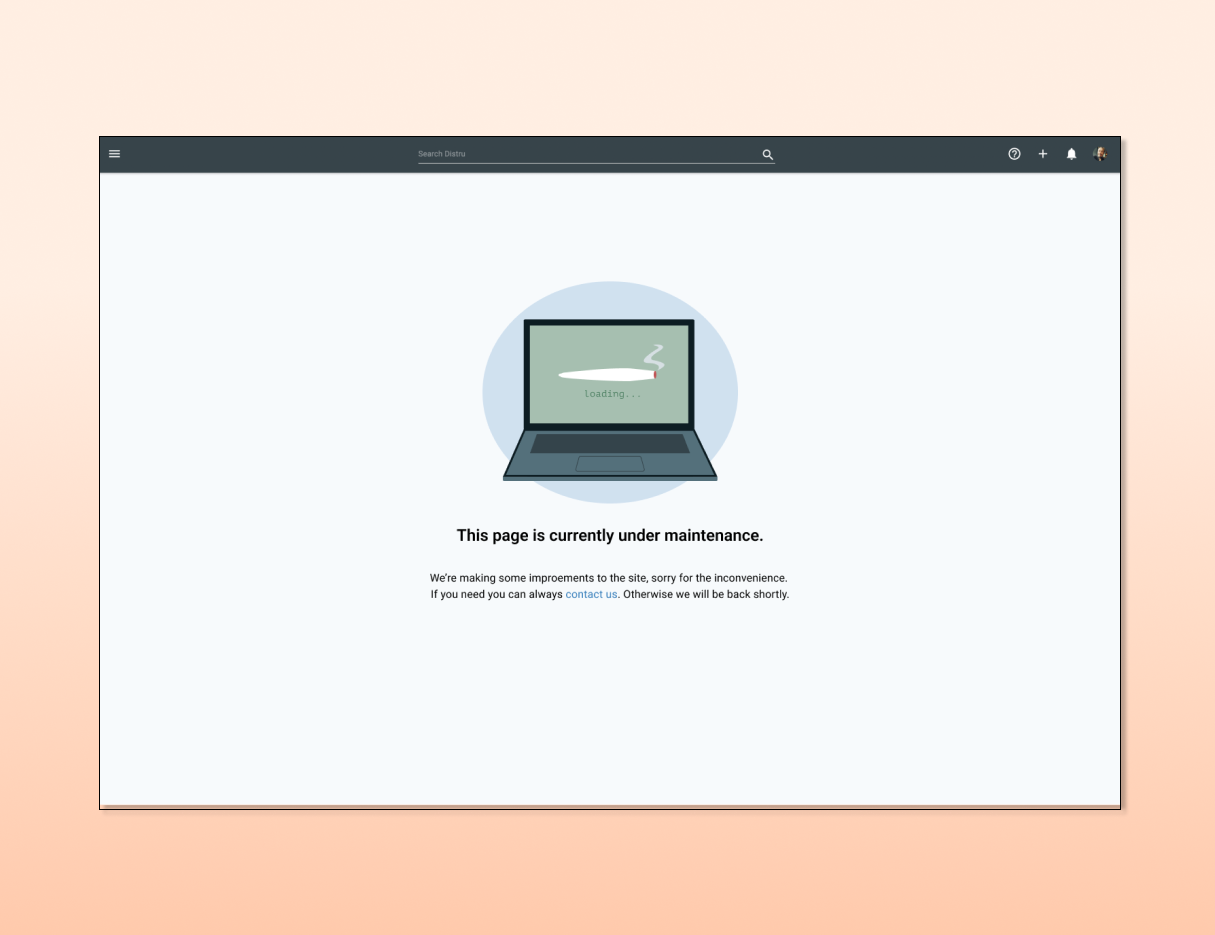 Search Distru
loading...
This page is currently under maintenance.
We're making some improements to the site, sorry for the inconvenience.
If you need you can always contact us. Otherwise we will be back shortly.